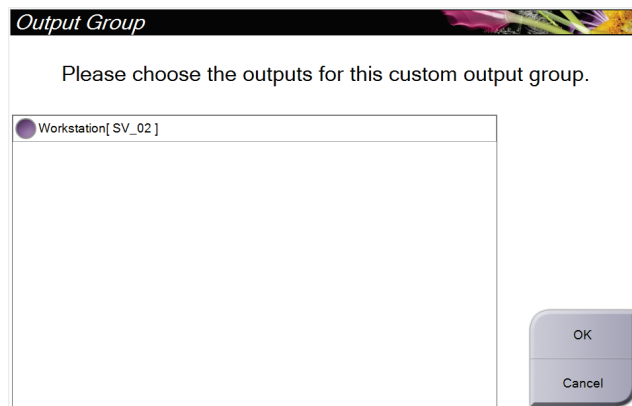 Output Group
Please choose the outputs for this custom output group.
Workstation[ SV_02 ]
OK
Cancel